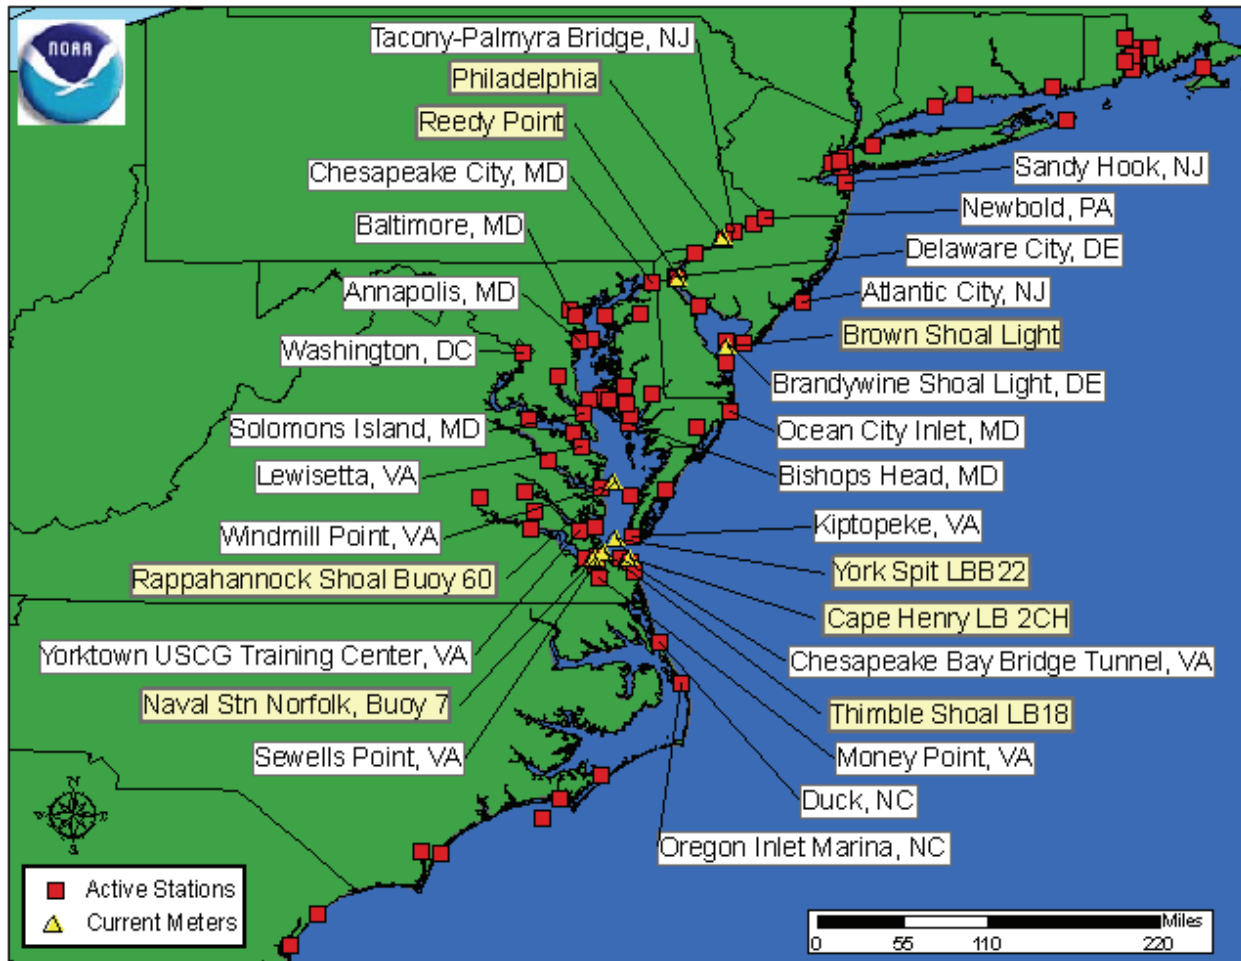 NOAA
Tacony-Palmyra Bridge, NJ
Philadelphia
Reedy Point
Chesapeake City, MD
Baltimore, MD
Annapolis, MD
Washington, DC
Solomons Island, MD
Lewisetta, VA
Windmill Point, VA
Rappahannock Shoal Buoy 60
Yorktown USCG Training Center, VA
Naval Stn Norfolk, Buoy 7
Sewells Point, VA
Sandy Hook, NJ
Newbold, PA
Delaware City, DE
Atlantic City, NJ
Brown Shoal Light
Brandywine Shoal Light, DE
Ocean City Inlet, MD
Bishops Head, MD
Kiptopeke, VA
York Spit LBB22
Cape Henry LB 2CH
Chesapeake Bay Bridge Tunnel, VA
Thimble Shoal LB18
Money Point, VA
Duck, NC
Oregon Inlet Marina, NC
N
S
Active Stations
Current Meters
Miles
0 55 110 220